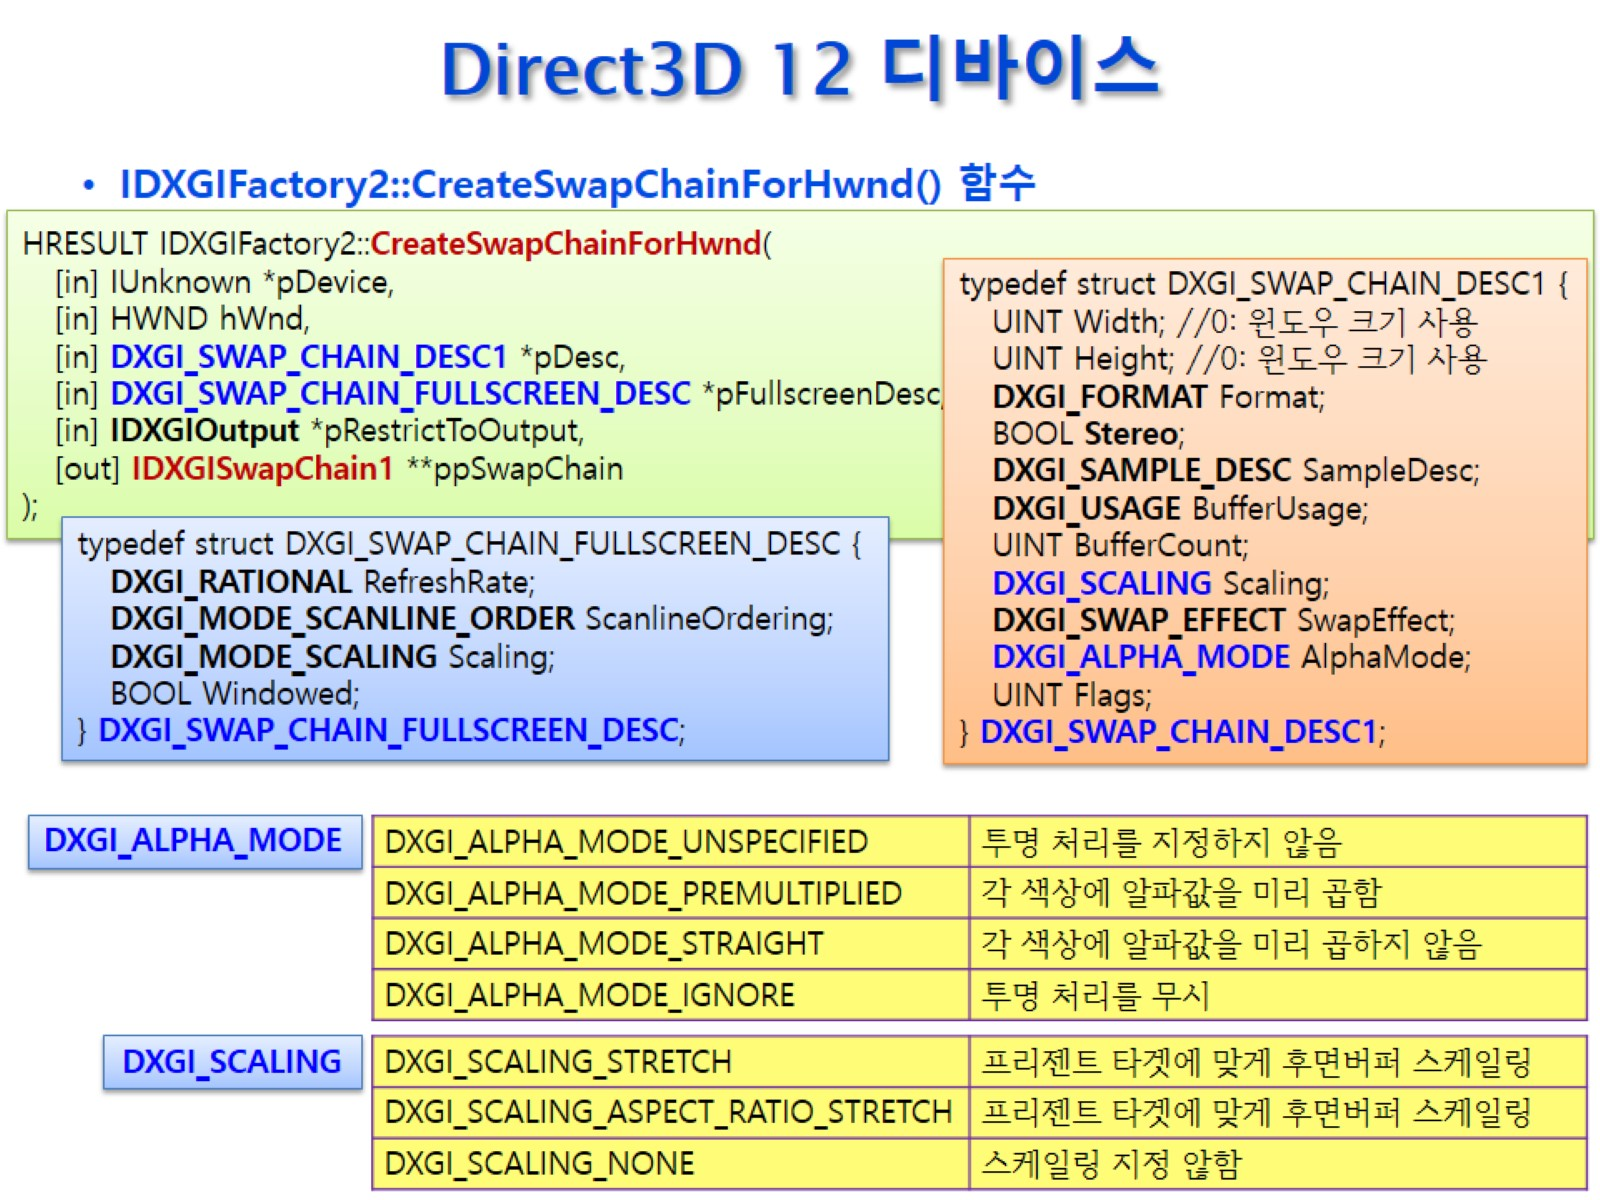 Direct3D 12 디바이스
• IDXGIFactory2::CreateSwapChainForHwnd() 함수
HRESULT IDXGIFactory2::CreateSwapChainForHwnd(
[in] IUnknown *pDevice,
[in] HWND hWnd,
[in] DXGI_SWAP_CHAIN_DESC1 *pDesc,
[in] DXGI_SWAP_CHAIN_FULLSCREEN_DESC *pFullscreenDesc,
[in] IDXGIOutput *pRestrictToOutput,
[out] IDXGISwapChain1 **ppSwapChain
);
typedef struct DXGI_SWAP_CHAIN_DESC1 {
UINT Width; //0: 윈도우 크기 사용
UINT Height; //0: 윈도우 크기 사용
DXGI_FORMAT Format;
BOOL Stereo;
DXGI_SAMPLE_DESC SampleDesc;
DXGI_USAGE BufferUsage;
UINT BufferCount;
DXGI_SCALING Scaling;
DXGI_SWAP_EFFECT SwapEffect;
DXGI_ALPHA_MODE AlphaMode;
UINT Flags;
} DXGI_SWAP_CHAIN_DESC1;
typedef struct DXGI_SWAP_CHAIN_FULLSCREEN_DESC {
DXGI_RATIONAL RefreshRate;
DXGI_MODE_SCANLINE_ORDER ScanlineOrdering;
DXGI_MODE_SCALING Scaling;
BOOL Windowed;
} DXGI_SWAP_CHAIN_FULLSCREEN_DESC;
DXGI_ALPHA_MODE
DXGI_ALPHA_MODE_UNSPECIFIED 투명 처리를 지정하지 않음
DXGI_ALPHA_MODE_PREMULTIPLIED 각 색상에 알파값을 미리 곱함
DXGI_ALPHA_MODE_STRAIGHT 각 색상에 알파값을 미리 곱하지 않음
DXGI_ALPHA_MODE_IGNORE 투명 처리를 무시
DXGI_SCALING
DXGI_SCALING_STRETCH 프리젠트 타겟에 맞게 후면버퍼 스케일링
DXGI_SCALING_ASPECT_RATIO_STRETCH 프리젠트 타겟에 맞게 후면버퍼 스케일링
DXGI_SCALING_NONE 스케일링 지정 않함